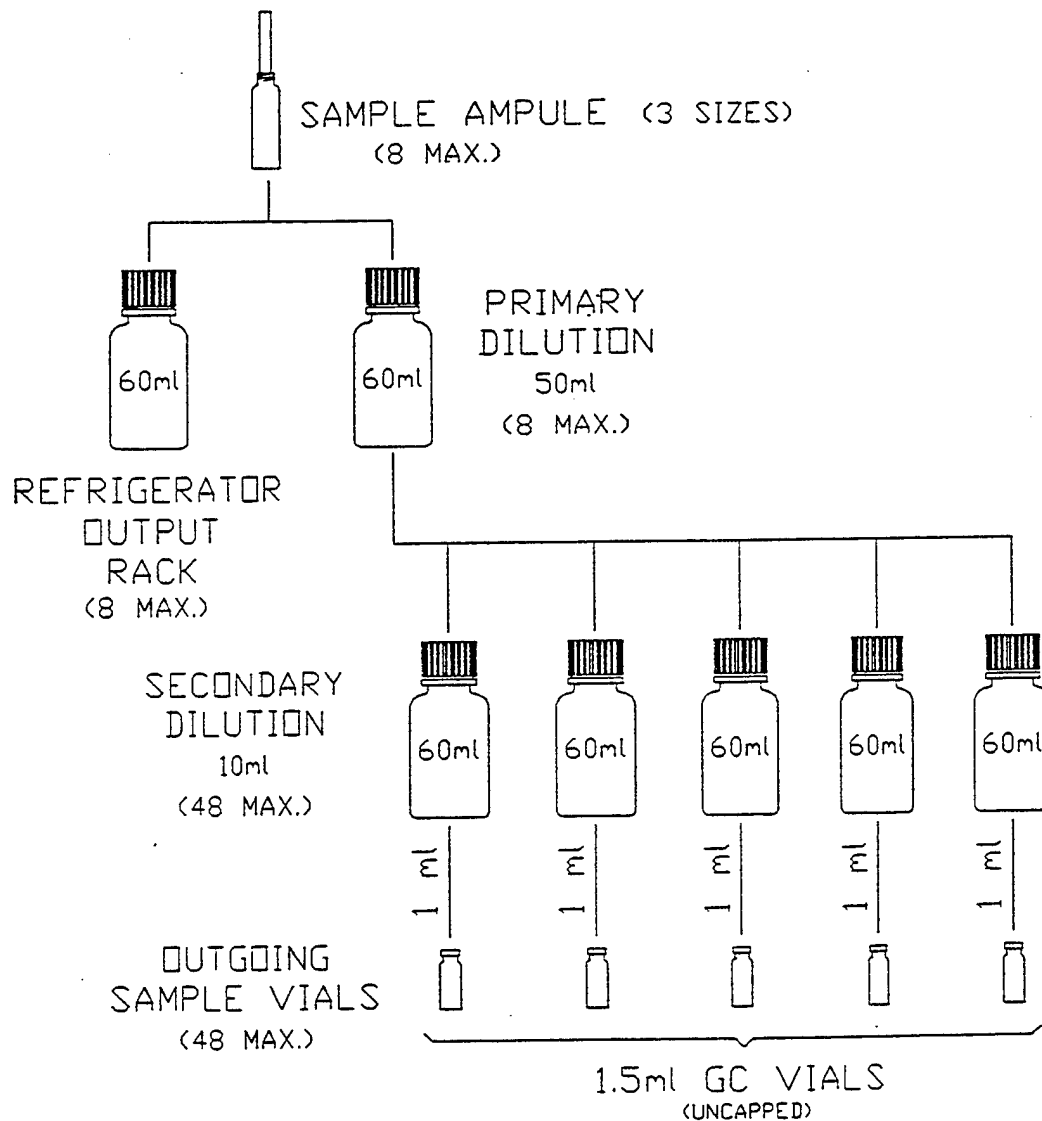 SAMPLE AMPULE (3 SIZES)
(8 MAX.)
60ml
60ml
PRIMARY
DILUTION
50ml
(8 MAX.)
REFRIGERATOR
OUTPUT
RACK
(8 MAX.)
SECONDARY
DILUTION
10ml
(48 MAX.)
60ml
60ml
60ml
60ml
60ml
1 ml
1 ml
1 ml
1 ml
1 ml
OUTGOING
SAMPLE VIALS
(48 MAX.)
1.5ml GC VIALS
(UNCAPPED)